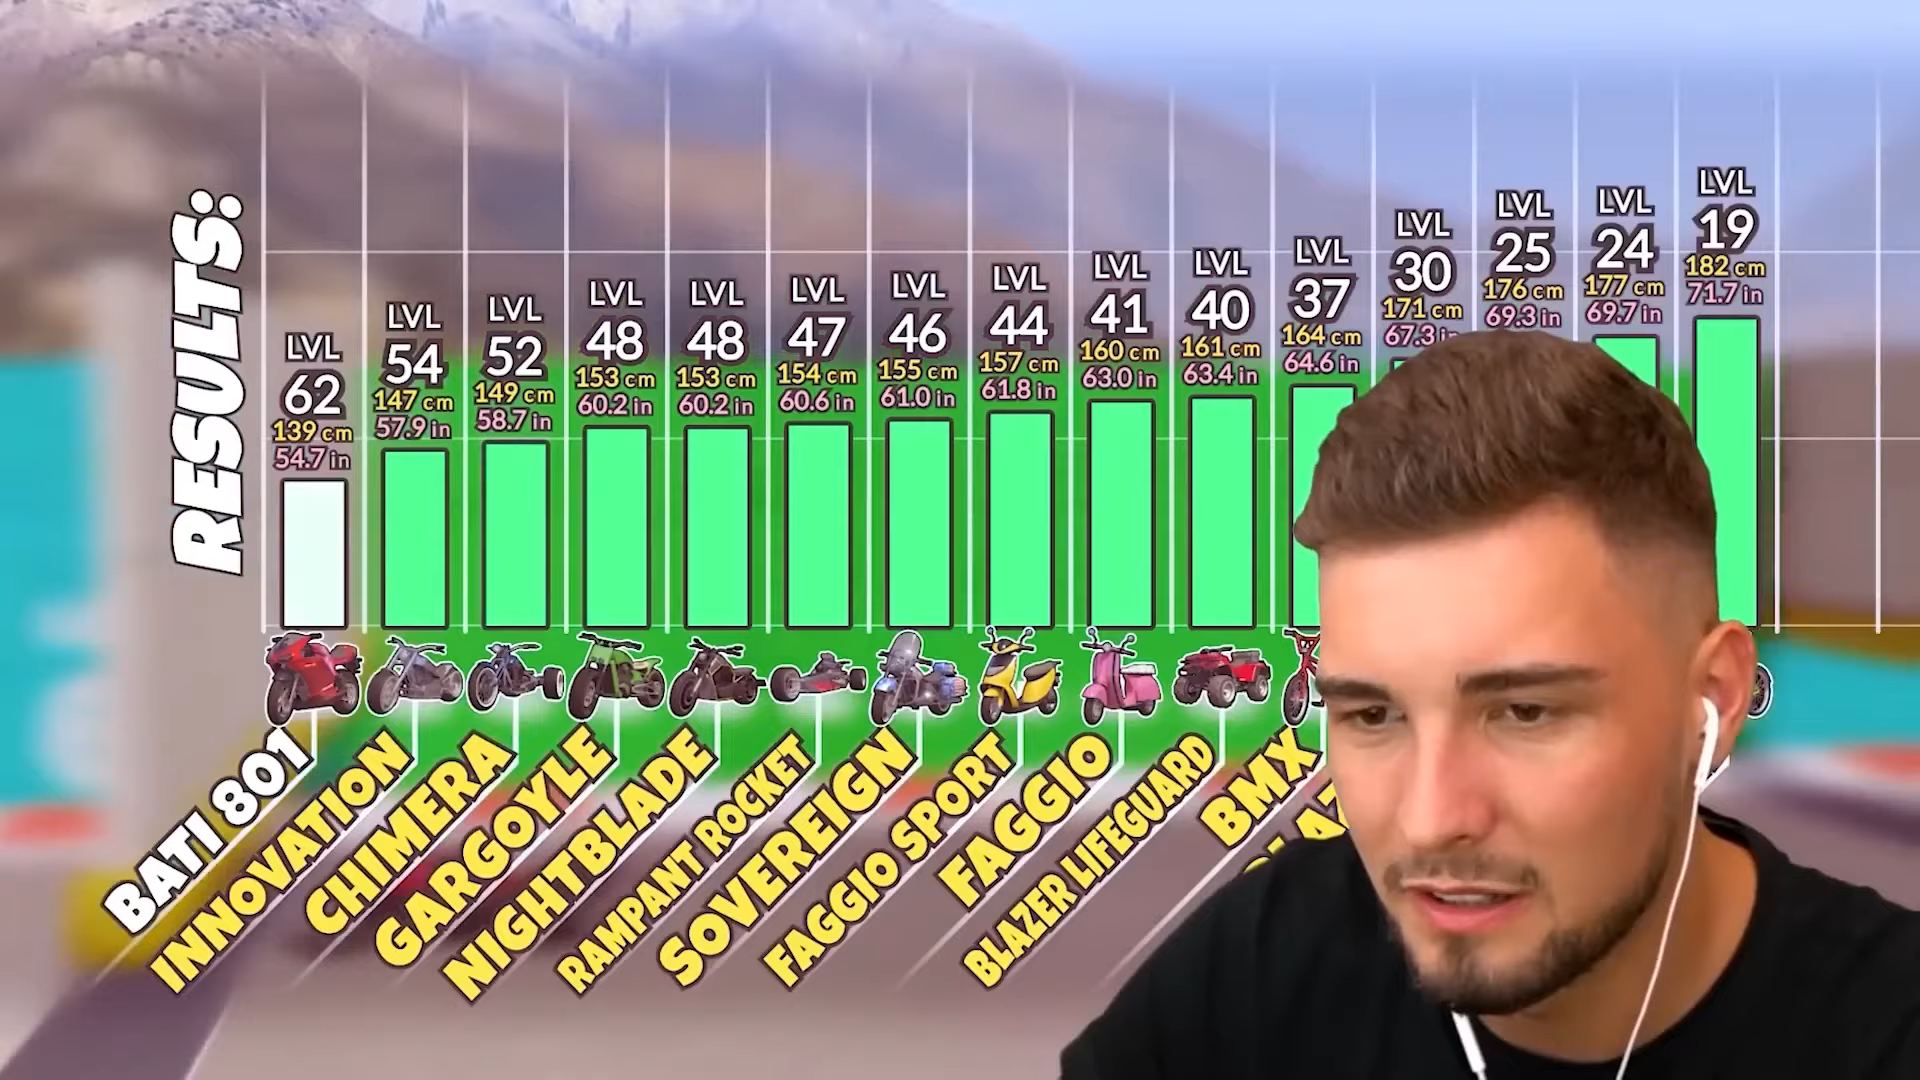 RESULTS:
LVL
62
139 cm
54.7 in
LVL
54
147 cm
57.9 in
LVL
52
149 cm
58.7 in
LVL
48
153 cm
60.2 in
LVL
48
153 cm
60.2 in
LVL
47
154 cm
60.6 in
LVL
46
155 cm
61.0 in
LVL
44
157 cm
61.8 in
LVL
41
160 cm
63.0 in
LVL
40
161 cm
63.4 in
LVL
37
164 cm
64.6 in
LVL
30
171 cm
67.3 in
LVL
25
176 cm
69.3 in
LVL
24
177 cm
69.7 in
LVL
19
182 cm
71.7 in
BATI 801
INNOVATION
CHIMERA
GARGOYLE
NIGHTBLADE
RAMPANT ROCKET
SOVEREIGN
FAGGIO SPORT
FAGGIO
BLAZER LIFEGUARD
BMX